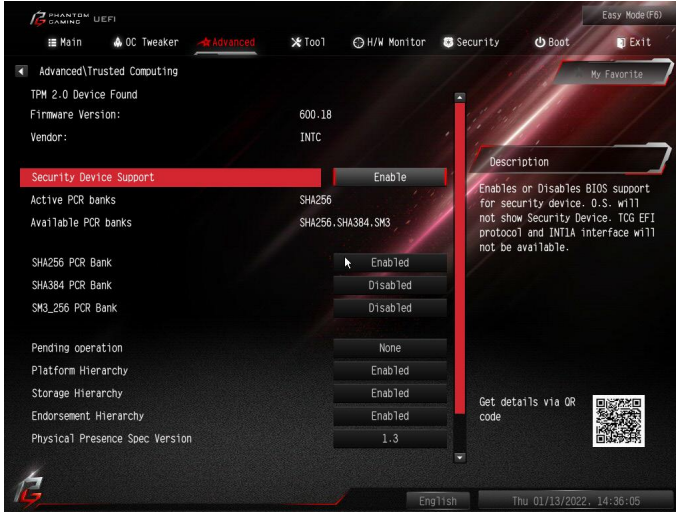 PHANTOM GAMING UEFI
Easy Mode(F6)
Main OC Tweaker Advanced Tool H/W Monitor Security Boot Exit
Advanced\Trusted Computing
My Favorite
TPM 2.0 Device Found
Firmware Version: 600.18
Vendor: INTC
Description
Security Device Support Enable
Enables or Disables BIOS support
for security device. O.S. will
not show Security Device. TCG EFI
protocol and INT1A interface will
not be available.
Active PCR banks SHA256
Available PCR banks SHA256.SHA384.SM3
SHA256 PCR Bank Enabled
SHA384 PCR Bank Disabled
SM3_256 PCR Bank Disabled
Pending operation None
Platform Hierarchy Enabled
Storage Hierarchy Enabled
Endorsement Hierarchy Enabled
Physical Presence Spec Version 1.3
Get details via QR
code
English
Thu 01/13/2022. 14:36:05